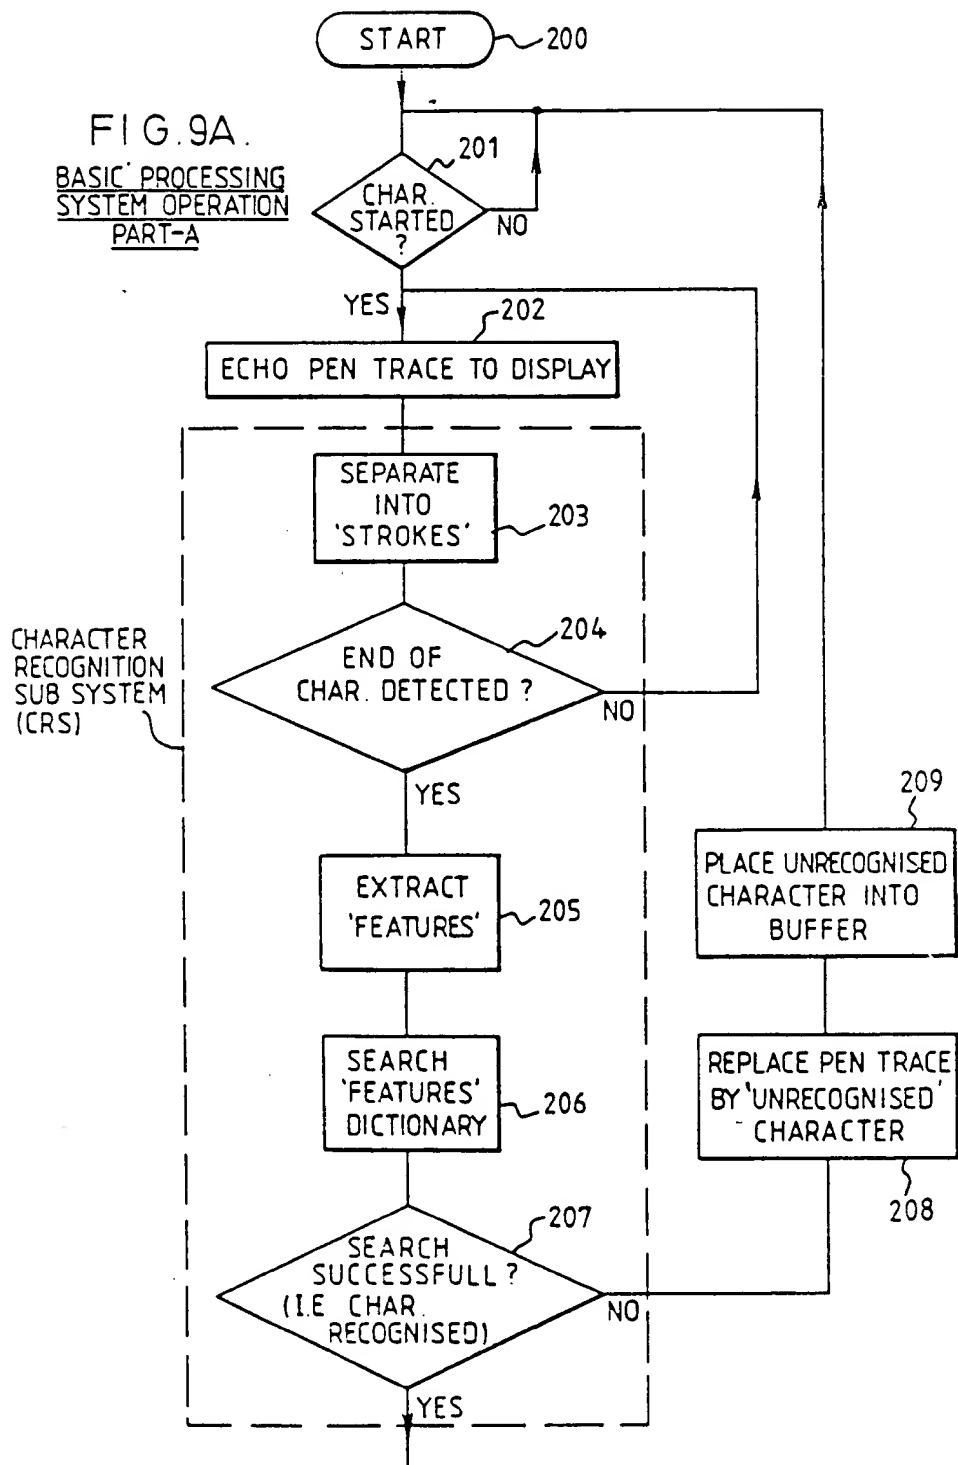 START
200
FIG.9A.
BASIC PROCESSING
SYSTEM OPERATION
PART-A
201
CHAR.
STARTED
?
NO
YES
202
ECHO PEN TRACE TO DISPLAY
SEPARATE
INTO
'STROKES'
203
CHARACTER
RECOGNITION
SUB SYSTEM
(CRS)
204
END OF
CHAR. DETECTED ?
NO
YES
EXTRACT
'FEATURES'
205
209
PLACE UNRECOGNISED
CHARACTER INTO
BUFFER
SEARCH
'FEATURES'
DICTIONARY
206
REPLACE PEN TRACE
BY 'UNRECOGNISED'
CHARACTER
208
207
SEARCH
SUCCESSFULL ?
(I.E CHAR.
RECOGNISED)
NO
YES